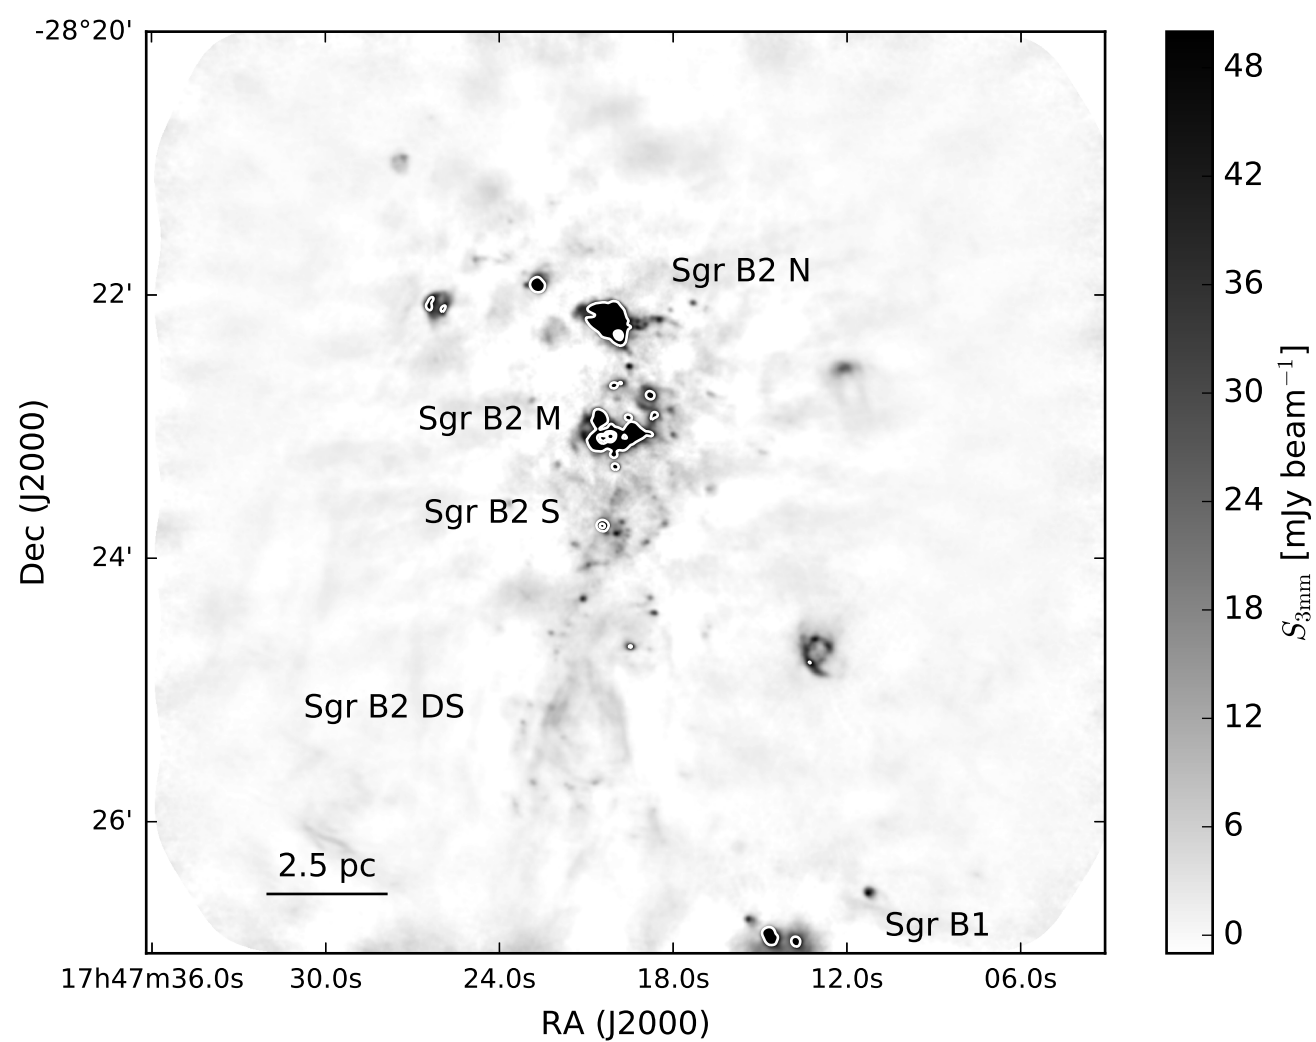 -28°20'
22'
24'
26'
Dec (J2000)
17h47m36.0s 30.0s 24.0s 18.0s 12.0s 06.0s
RA (J2000)
Sgr B2 N
Sgr B2 M
Sgr B2 S
Sgr B2 DS
2.5 pc
Sgr B1
48
42
36
30
24
18
12
6
0
S3mm [mJy beam−1]